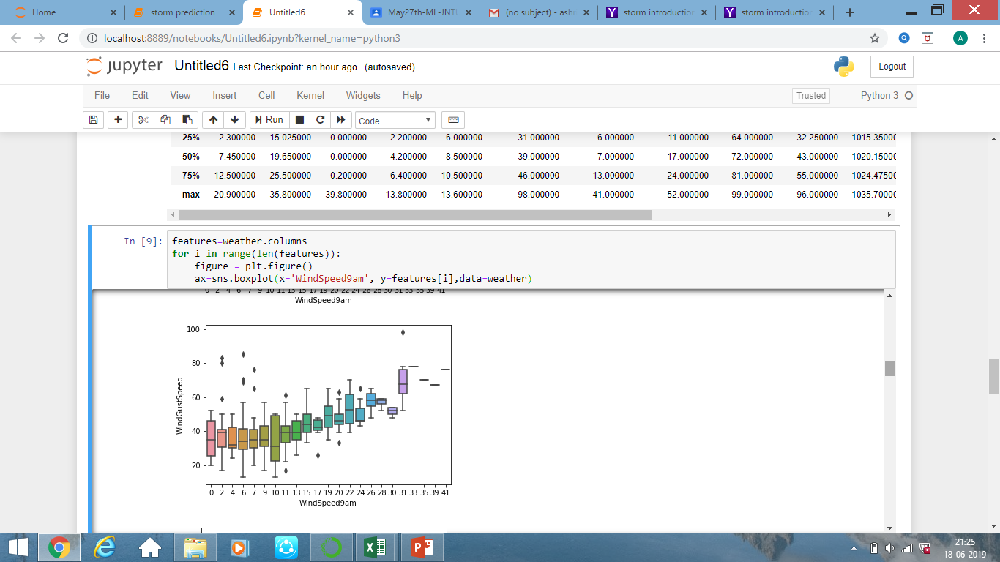 Home
storm prediction
Untitled6
May27th-ML-JNTU
(no subject) - ashr
storm introduction
storm introduction
localhost:8889/notebooks/Untitled6.ipynb?kernel_name=python3
A
jupyter Untitled6 Last Checkpoint: an hour ago (autosaved)
Logout
File Edit View Insert Cell Kernel Widgets Help
Trusted
Python 3
Run
Code
25% 2.300000 15.025000 0.000000 2.200000 6.000000 31.000000 6.000000 11.000000 64.000000 32.250000 1015.35000
50% 7.450000 19.650000 0.000000 4.200000 8.500000 39.000000 7.000000 17.000000 72.000000 43.000000 1020.15000
75% 12.500000 25.500000 0.200000 6.400000 10.500000 46.000000 13.000000 24.000000 81.000000 55.000000 1024.47500
max 20.900000 35.800000 39.800000 13.800000 13.600000 98.000000 41.000000 52.000000 99.000000 96.000000 1035.70000
In [9]:
features=weather.columns
for i in range(len(features)):
figure = plt.figure()
ax=sns.boxplot(x='WindSpeed9am', y=features[i],data=weather)
0 2 4 6 7 9 10 11 13 15 17 19 20 22 24 26 28 30 31 33 35 39 41
WindSpeed9am
100
80
60
40
20
WindGustSpeed
0 2 4 6 7 9 10 11 13 15 17 19 20 22 24 26 28 30 31 33 35 39 41
WindSpeed9am
21:25
18-06-2019